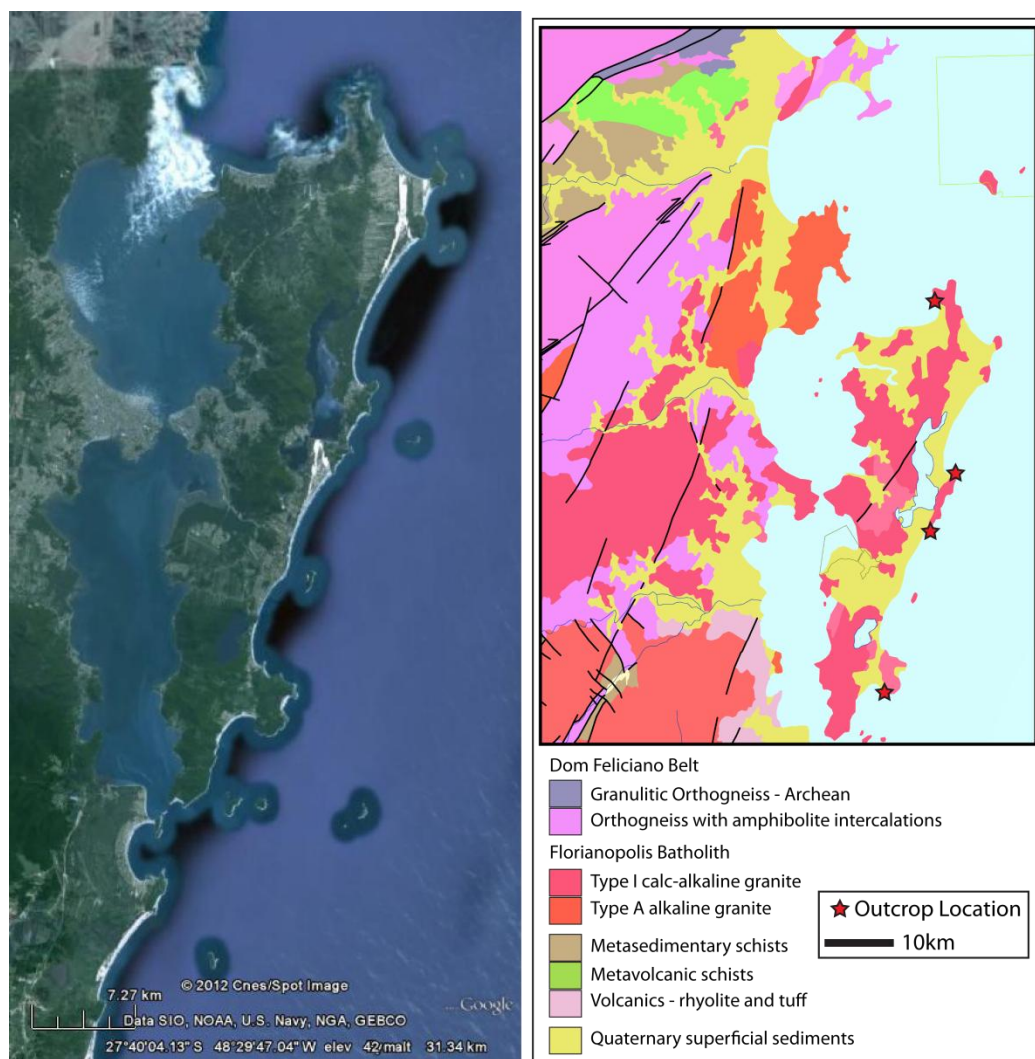 7.27 km
© 2012 Cnes/Spot Image
Data SIO, NOAA, U.S. Navy, NGA, GEBCO
Google
27°40'04.13" S 48°29'47.04" W elev 42 m alt 31.34 km
Dom Feliciano Belt
Granulitic Orthogneiss - Archean
Orthogneiss with amphibolite intercalations
Florianopolis Batholith
Type I calc-alkaline granite
Type A alkaline granite
Metasedimentary schists
Metavolcanic schists
Volcanics - rhyolite and tuff
Quaternary superficial sediments
Outcrop Location
10km